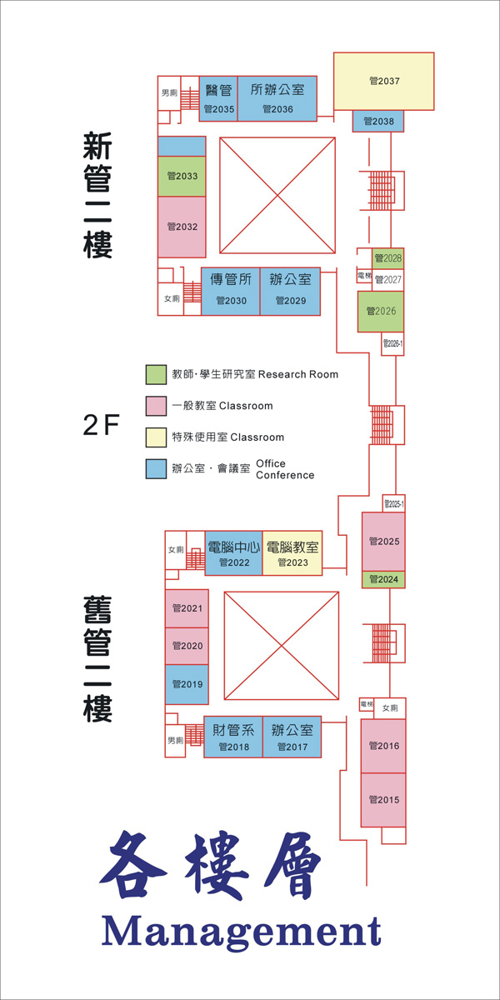 新管二樓
男廁
醫管
管2035
所辦公室
管2036
管2037
管2038
管2033
管2032
女廁
傳管所
管2030
辦公室
管2029
管2028
電梯
管2027
管2026
管2026-1
2F
教師·學生研究室 Research Room
一般教室 Classroom
特殊使用室 Classroom
辦公室·會議室 Office
Conference
管2025-1
管2025
管2024
舊管二樓
女廁
電腦中心
管2022
電腦教室
管2023
管2021
管2020
管2019
男廁
財管系
管2018
辦公室
管2017
電梯
女廁
管2016
管2015
各樓層
Management